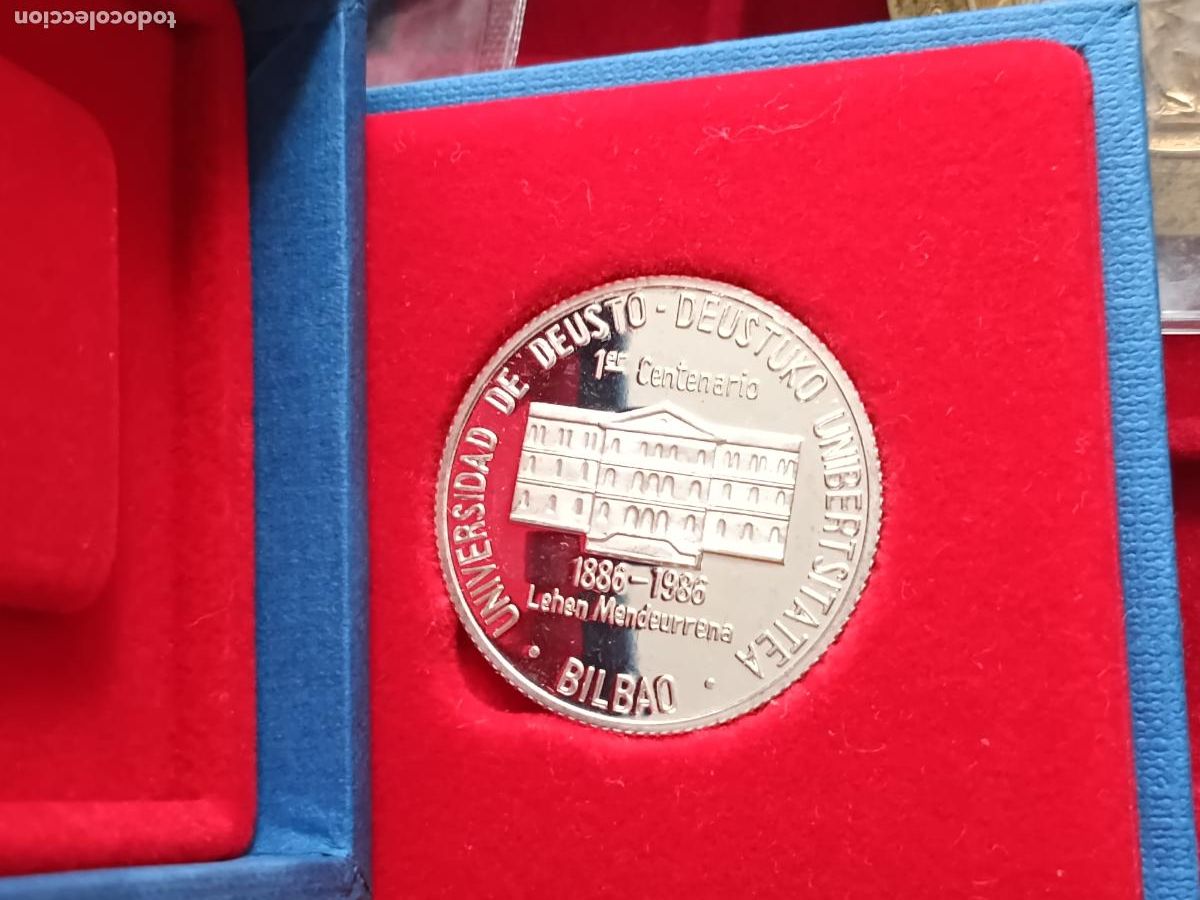 UNIVERSIDAD DE DEUSTO - DEUSTUKO UNIBERTSITATEA
1er Centenario
1886-1986
Lehen Mendeurrena
· BILBAO ·
todocoleccion